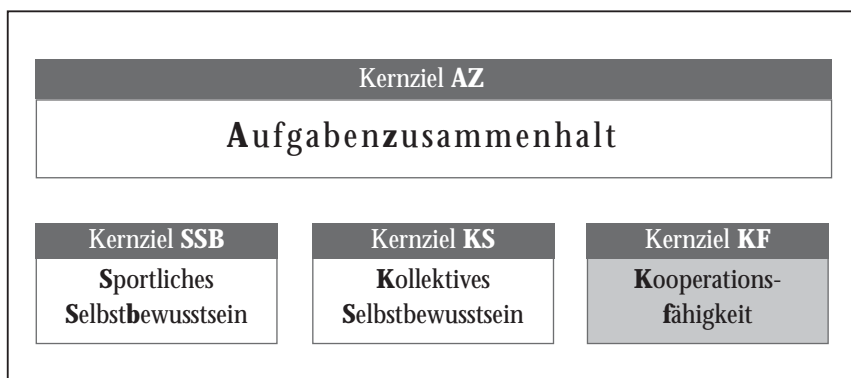 Kernziel AZ
Aufgabenzusammenhalt
Kernziel SSB
Sportliches
Selbstbewusstsein
Kernziel KS
Kollektives
Selbstbewusstsein
Kernziel KF
Kooperations-
fähigkeit